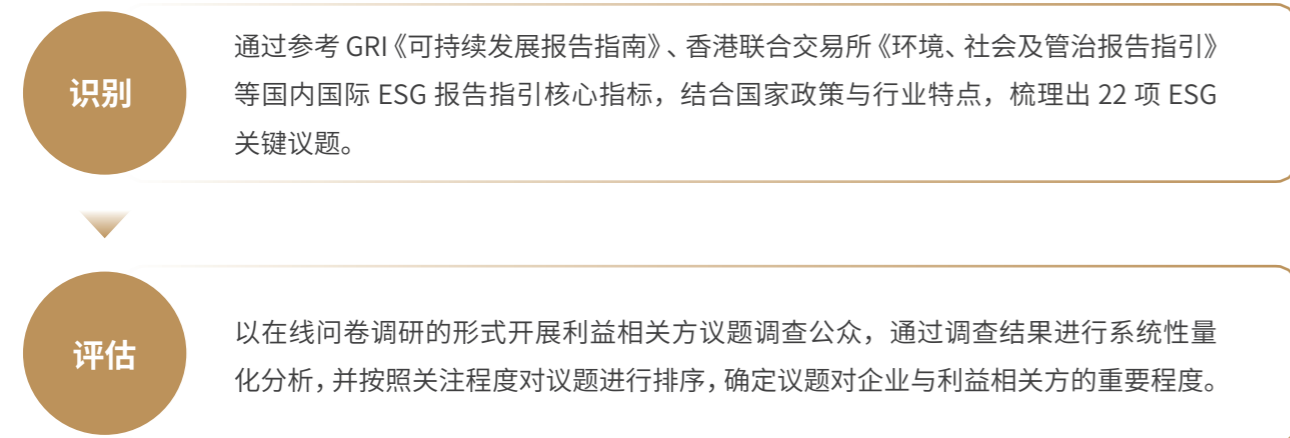 识别
通过参考 GRI《可持续发展报告指南》、香港联合交易所《环境、社会及管治报告指引》
等国内国际 ESG 报告指引核心指标，结合国家政策与行业特点，梳理出 22 项 ESG
关键议题。
评估
以在线问卷调研的形式开展利益相关方议题调查公众，通过调查结果进行系统性量
化分析，并按照关注程度对议题进行排序，确定议题对企业与利益相关方的重要程度。